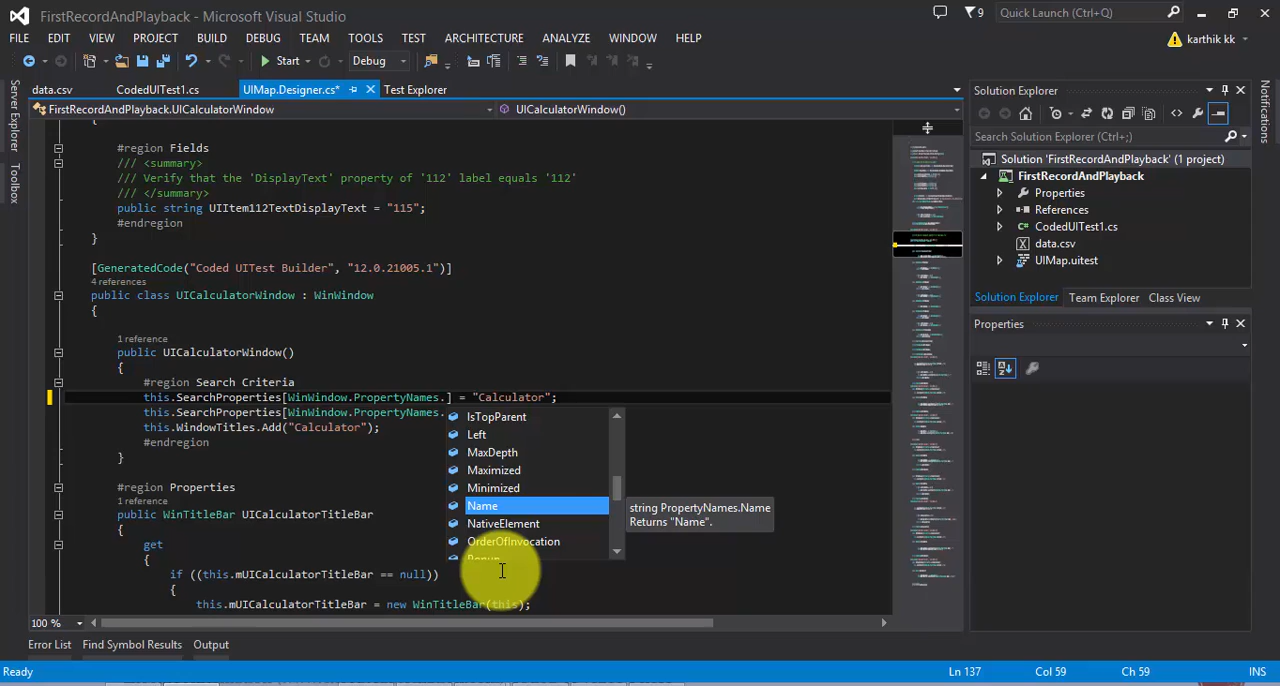 FirstRecordAndPlayback - Microsoft Visual Studio
9
Quick Launch (Ctrl+Q)
FILE EDIT VIEW PROJECT BUILD DEBUG TEAM TOOLS TEST ARCHITECTURE ANALYZE WINDOW HELP
karthik kk
Start Debug
Server Explorer
Toolbox
data.csv CodedUITest1.cs UIMap.Designer.cs* Test Explorer
FirstRecordAndPlayback.UICalculatorWindow UICalculatorWindow()
{
#region Fields
/// <summary>
/// Verify that the 'DisplayText' property of '112' label equals '112'
/// </summary>
public string UIItem112TextDisplayText = "115";
#endregion
}
[GeneratedCode("Coded UITest Builder", "12.0.21005.1")]
4 references
public class UICalculatorWindow : WinWindow
{
1 reference
public UICalculatorWindow()
{
#region Search Criteria
this.SearchProperties[WinWindow.PropertyNames.] = "Calculator";
this.SearchProperties[WinWindow.PropertyNames.
this.WindowTitles.Add("Calculator");
#endregion
}
#region Properties
1 reference
public WinTitleBar UICalculatorTitleBar
{
get
{
if ((this.mUICalculatorTitleBar == null))
{
this.mUICalculatorTitleBar = new WinTitleBar(this);
IsTopParent
Left
MaxDepth
Maximized
Minimized
Name
NativeElement
OrderOfInvocation
Popup
string PropertyNames.Name
Returns "Name".
100 %
Solution Explorer
Search Solution Explorer (Ctrl+;)
Solution 'FirstRecordAndPlayback' (1 project)
FirstRecordAndPlayback
Properties
References
CodedUITest1.cs
data.csv
UIMap.uitest
Solution Explorer Team Explorer Class View
Properties
Notifications
Error List Find Symbol Results Output
Ready Ln 137 Col 59 Ch 59 INS